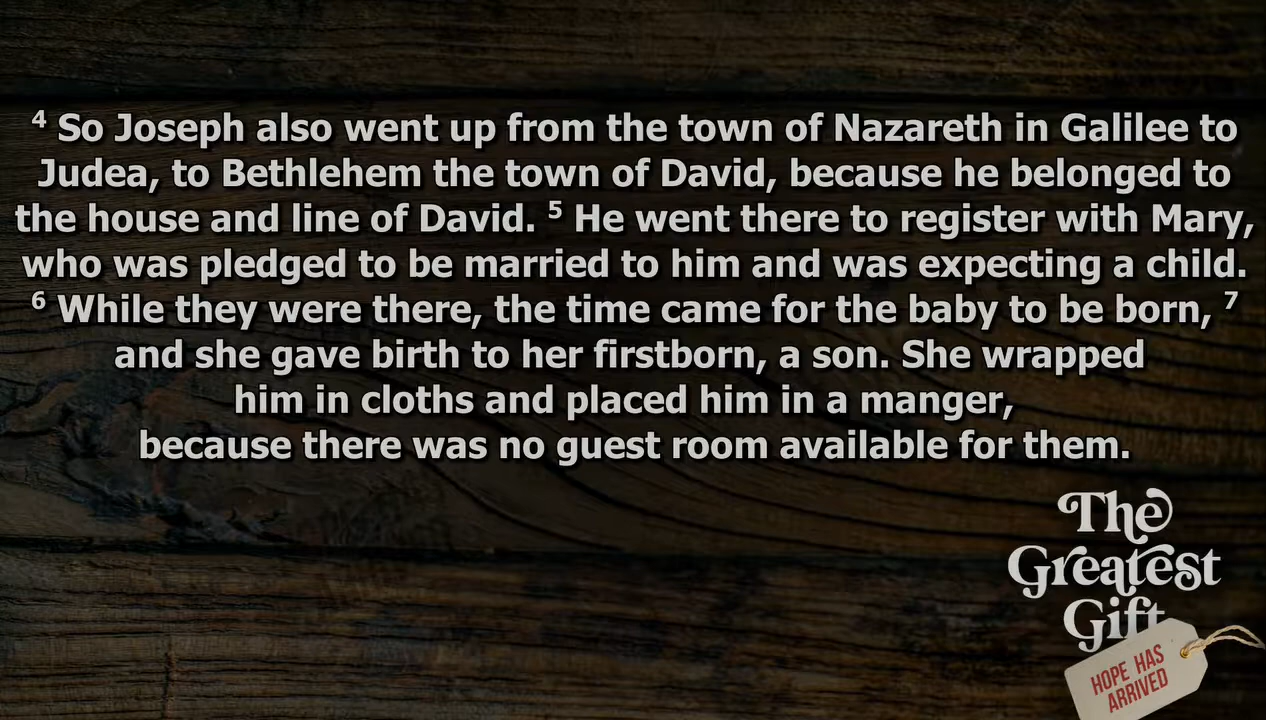 4 So Joseph also went up from the town of Nazareth in Galilee to
Judea, to Bethlehem the town of David, because he belonged to
the house and line of David. 5 He went there to register with Mary,
who was pledged to be married to him and was expecting a child.
6 While they were there, the time came for the baby to be born, 7
and she gave birth to her firstborn, a son. She wrapped
him in cloths and placed him in a manger,
because there was no guest room available for them.
The
Greatest
Gift
HOPE HAS
ARRIVED